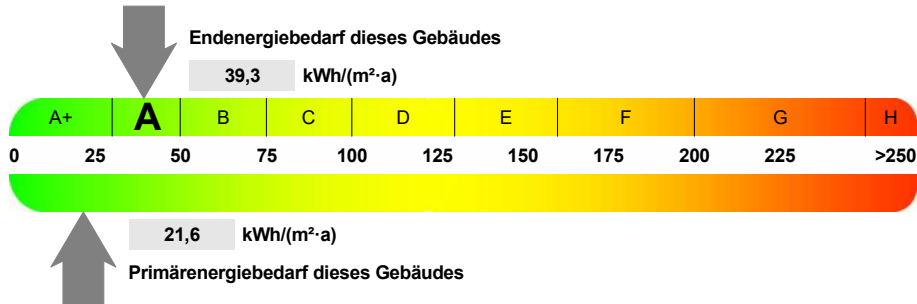 Endenergiebedarf dieses Gebäudes
39,3 kWh/(m²·a)
A+ A B C D E F G H
0 25 50 75 100 125 150 175 200 225 >250
21,6 kWh/(m²·a)
Primärenergiebedarf dieses Gebäudes